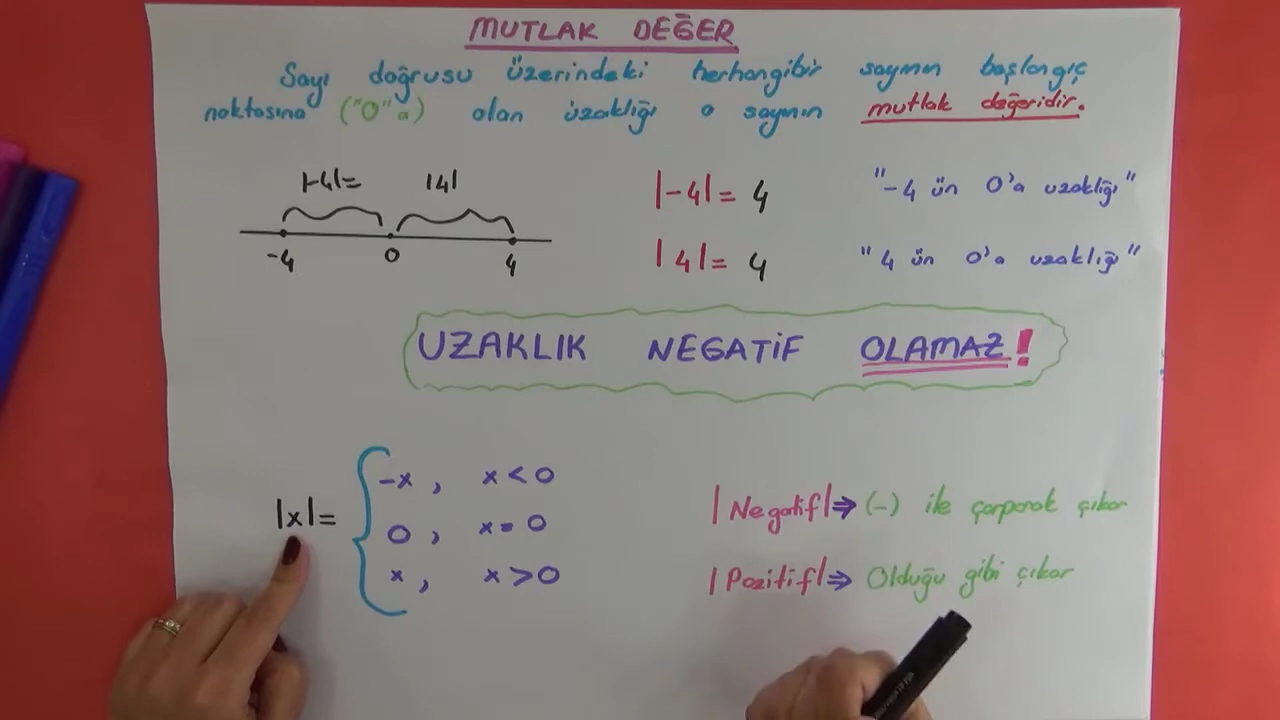 MUTLAK DEĞER
Sayı doğrusu üzerindeki herhangibir sayının başlangıç
noktasına ("0"a) olan uzaklığı o sayının mutlak değeridir.
|-4|= |4|
-4 0 4
|-4| = 4 "-4 ün 0'a uzaklığı"
|4| = 4 "4 ün 0'a uzaklığı"
UZAKLIK NEGATİF OLAMAZ!
|x|=
-x , x < 0
0 , x = 0
x , x > 0
|Negatif| ⇒ (-) ile çarparak çıkar
|Pozitif| ⇒ Olduğu gibi çıkar